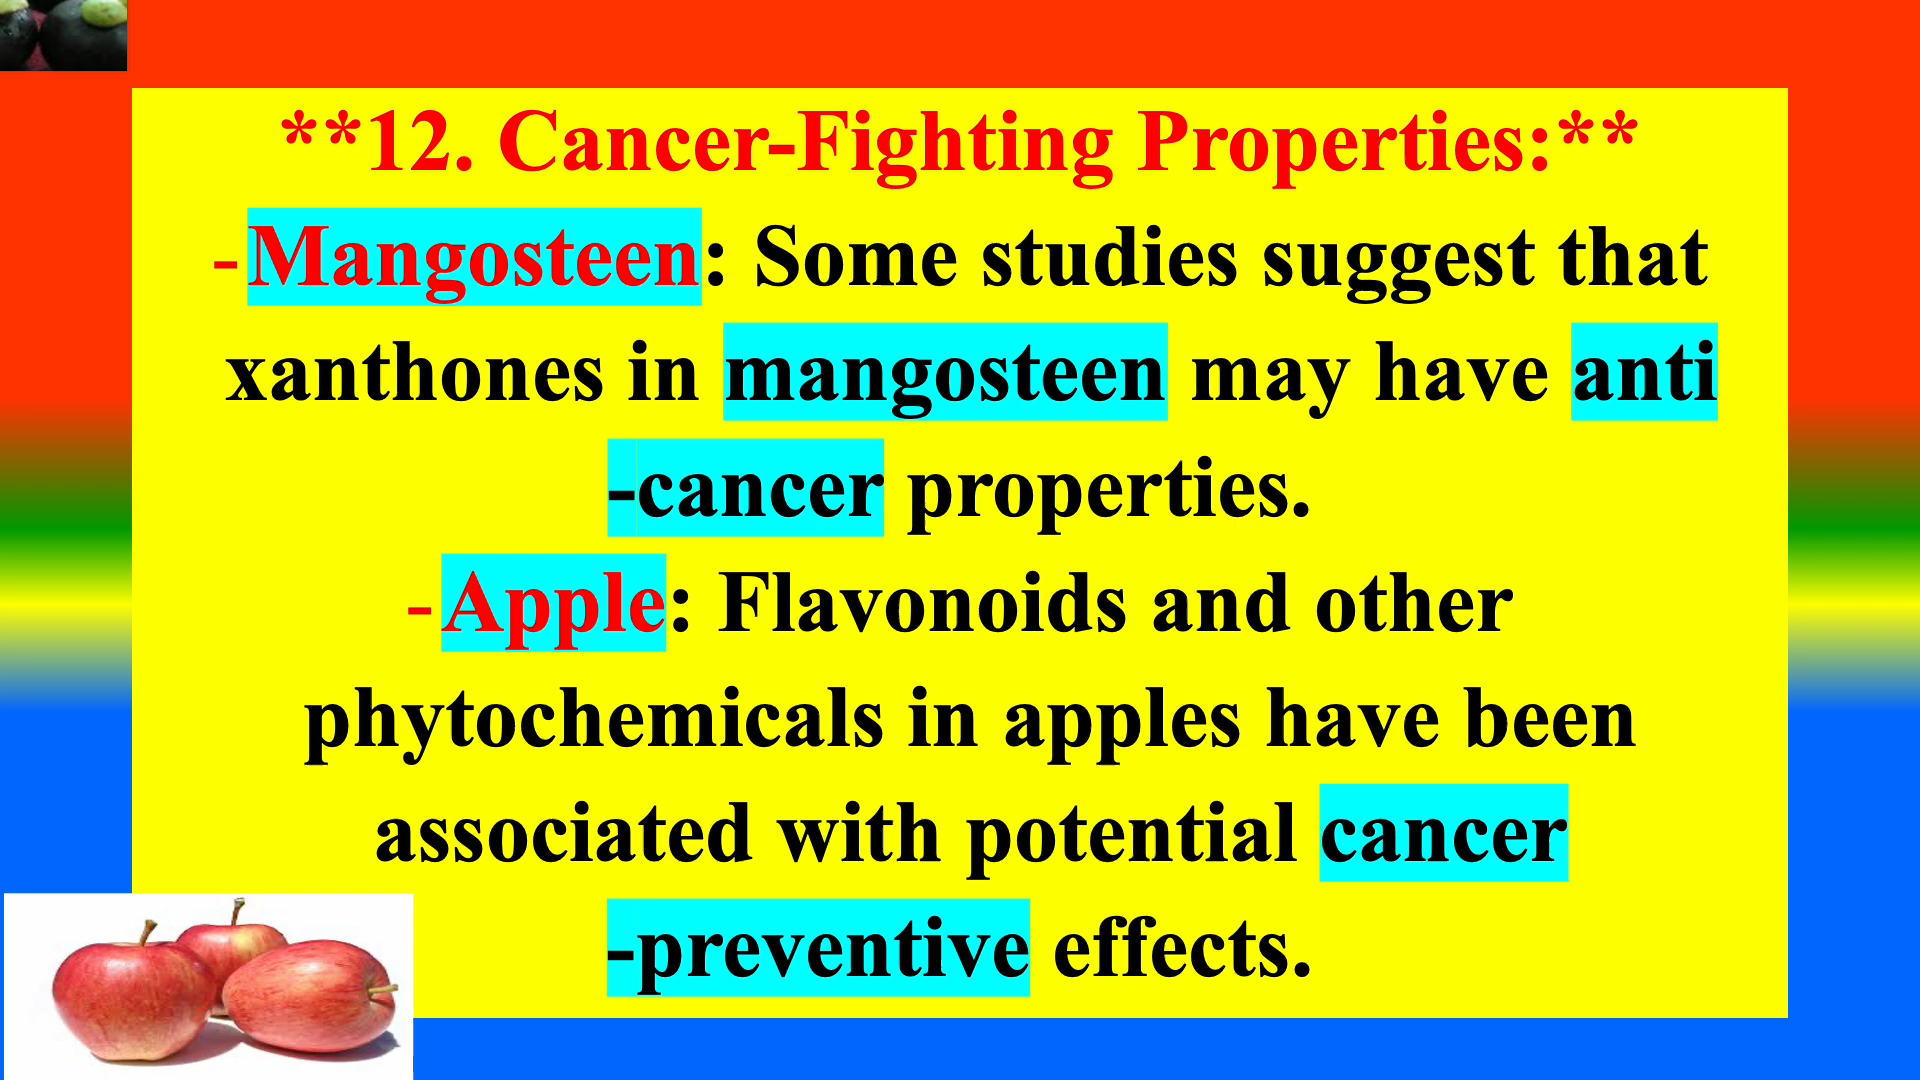 **12. Cancer-Fighting Properties:**
-Mangosteen: Some studies suggest that
xanthones in mangosteen may have anti
-cancer properties.
-Apple: Flavonoids and other
phytochemicals in apples have been
associated with potential cancer
-preventive effects.